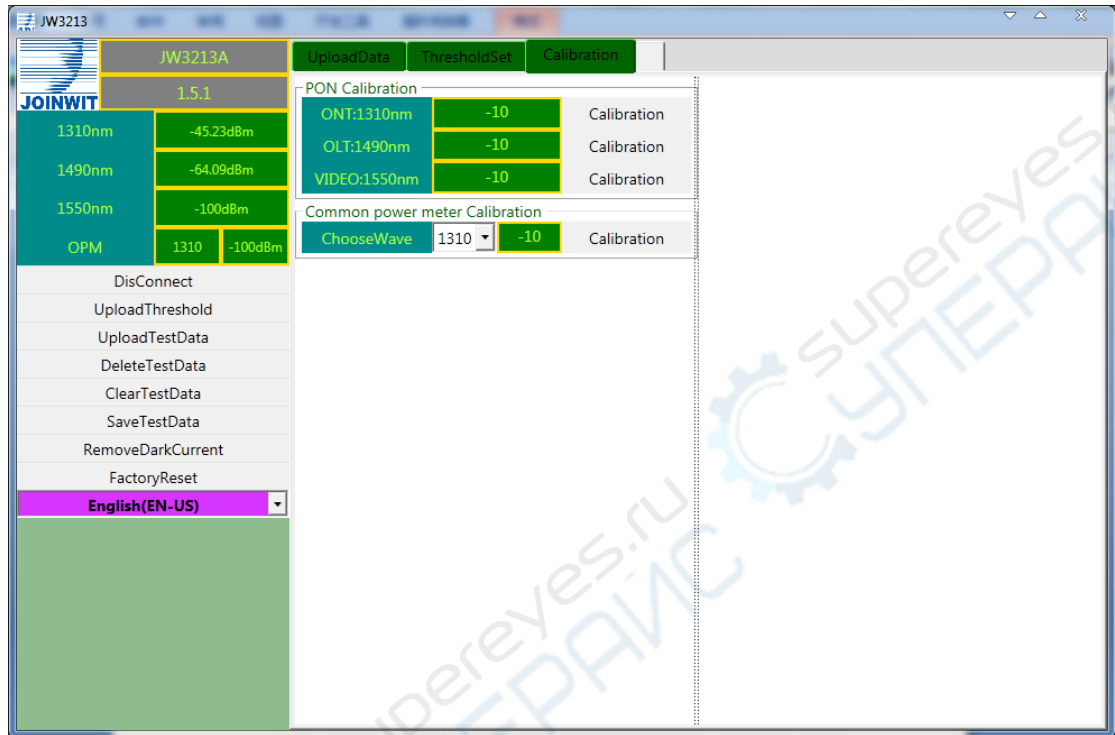 JW3213
JOINWIT
JW3213A
1.5.1
1310nm -45.23dBm
1490nm -64.09dBm
1550nm -100dBm
OPM 1310 -100dBm
DisConnect
UploadThreshold
UploadTestData
DeleteTestData
ClearTestData
SaveTestData
RemoveDarkCurrent
FactoryReset
English(EN-US)
UploadData ThresholdSet Calibration
PON Calibration
ONT:1310nm -10 Calibration
OLT:1490nm -10 Calibration
VIDEO:1550nm -10 Calibration
Common power meter Calibration
ChooseWave 1310 -10 Calibration
supereyes.ru
СУПЕРАЙС